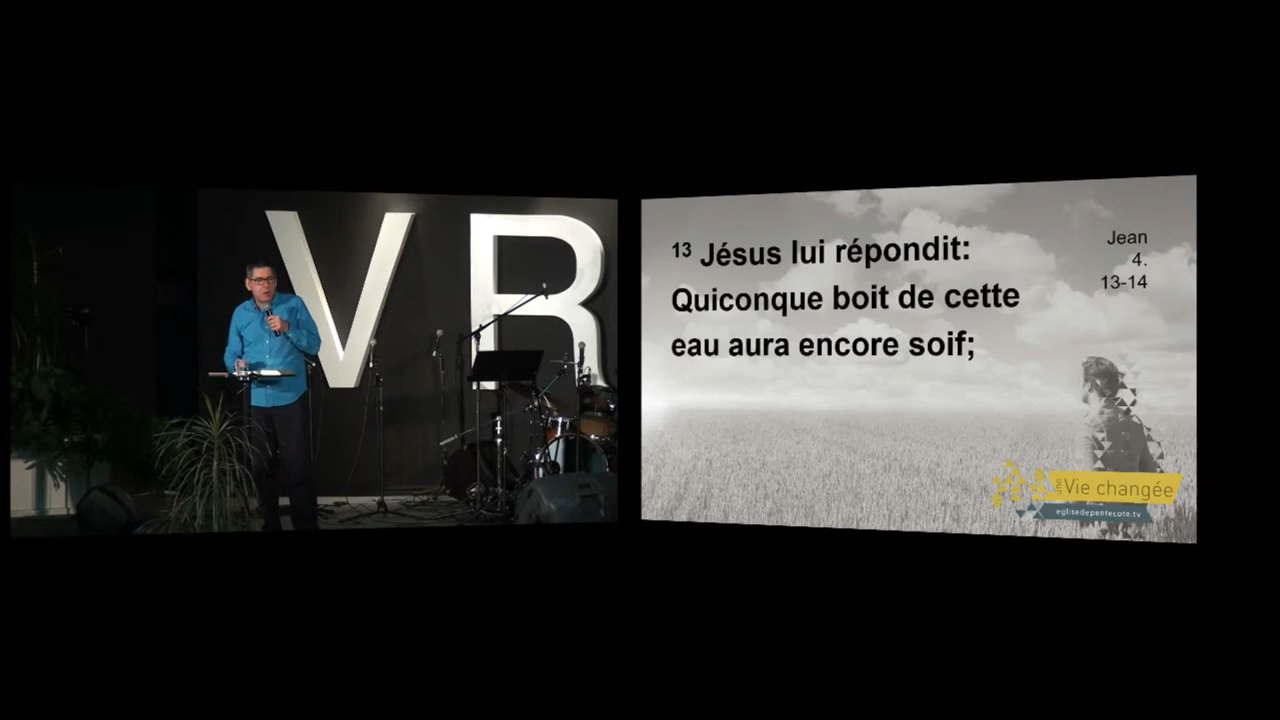 V R
13 Jésus lui répondit:
Quiconque boit de cette
eau aura encore soif;
Jean
4.
13-14
une Vie changée
eglisedepentecote.tv